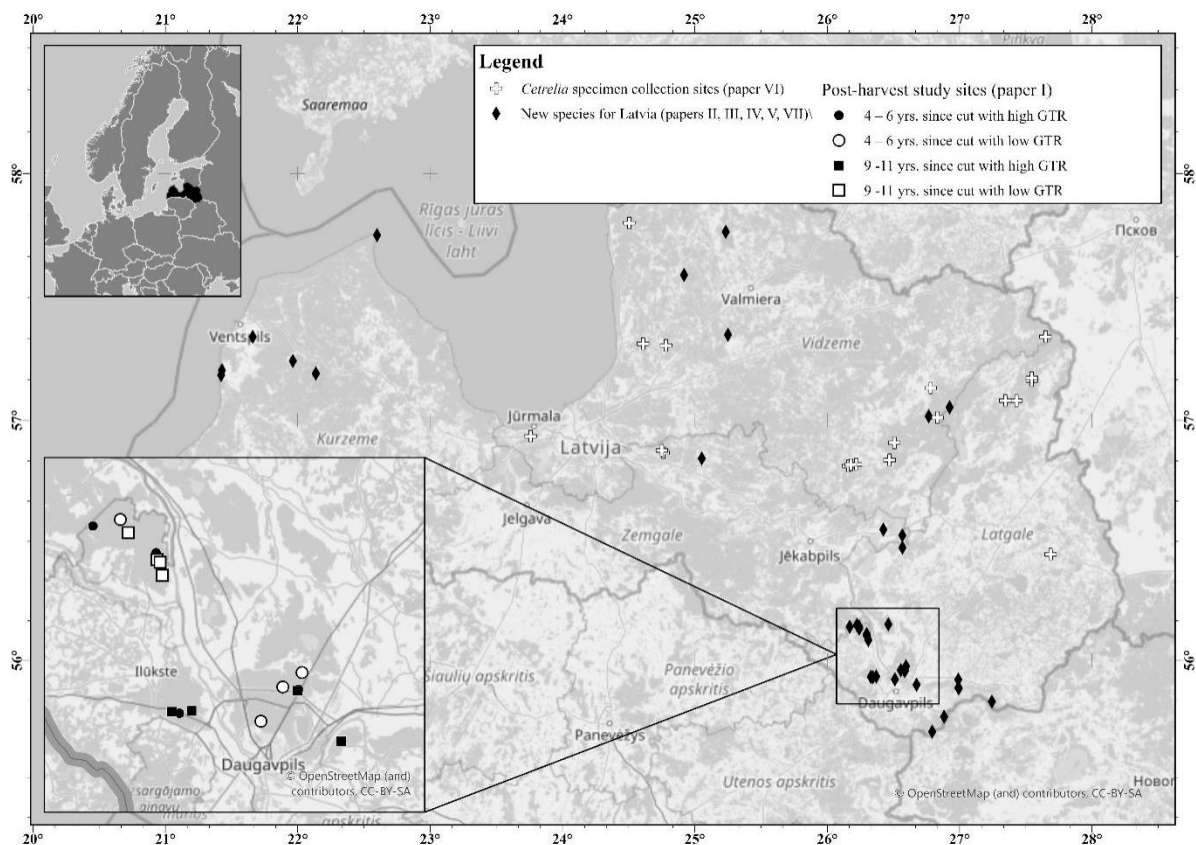 20° 21° 22° 23° 24° 25° 26° 27° 28°
Pihkva
Legend
Cetrelia specimen collection sites (paper VI)
New species for Latvia (papers II, III, IV, V, VII)\
Post-harvest study sites (paper I)
4 – 6 yrs. since cut with high GTR
4 – 6 yrs. since cut with low GTR
9 -11 yrs. since cut with high GTR
9 -11 yrs. since cut with low GTR
Saaremaa
58° 58°
Rīgas jūras
līcis - Liivi
laht
Псков
Valmiera
Ventspils
Vidzeme
57° 57°
Jūrmala
Kurzeme
Latvija
Jelgava
Zemgale
Jēkabpils
Latgale
56° 56°
Šiaulių apskritis
Panevėžio
apskritis
Daugavpils
Panevėžys
Utenos apskritis
Новоп
© OpenStreetMap (and) contributors, CC-BY-SA
Ilūkste
Daugavpils
© OpenStreetMap (and)
contributors, CC-BY-SA
zsargājamo
ainavu
apskritis
20° 21° 22° 23° 24° 25° 26° 27° 28°